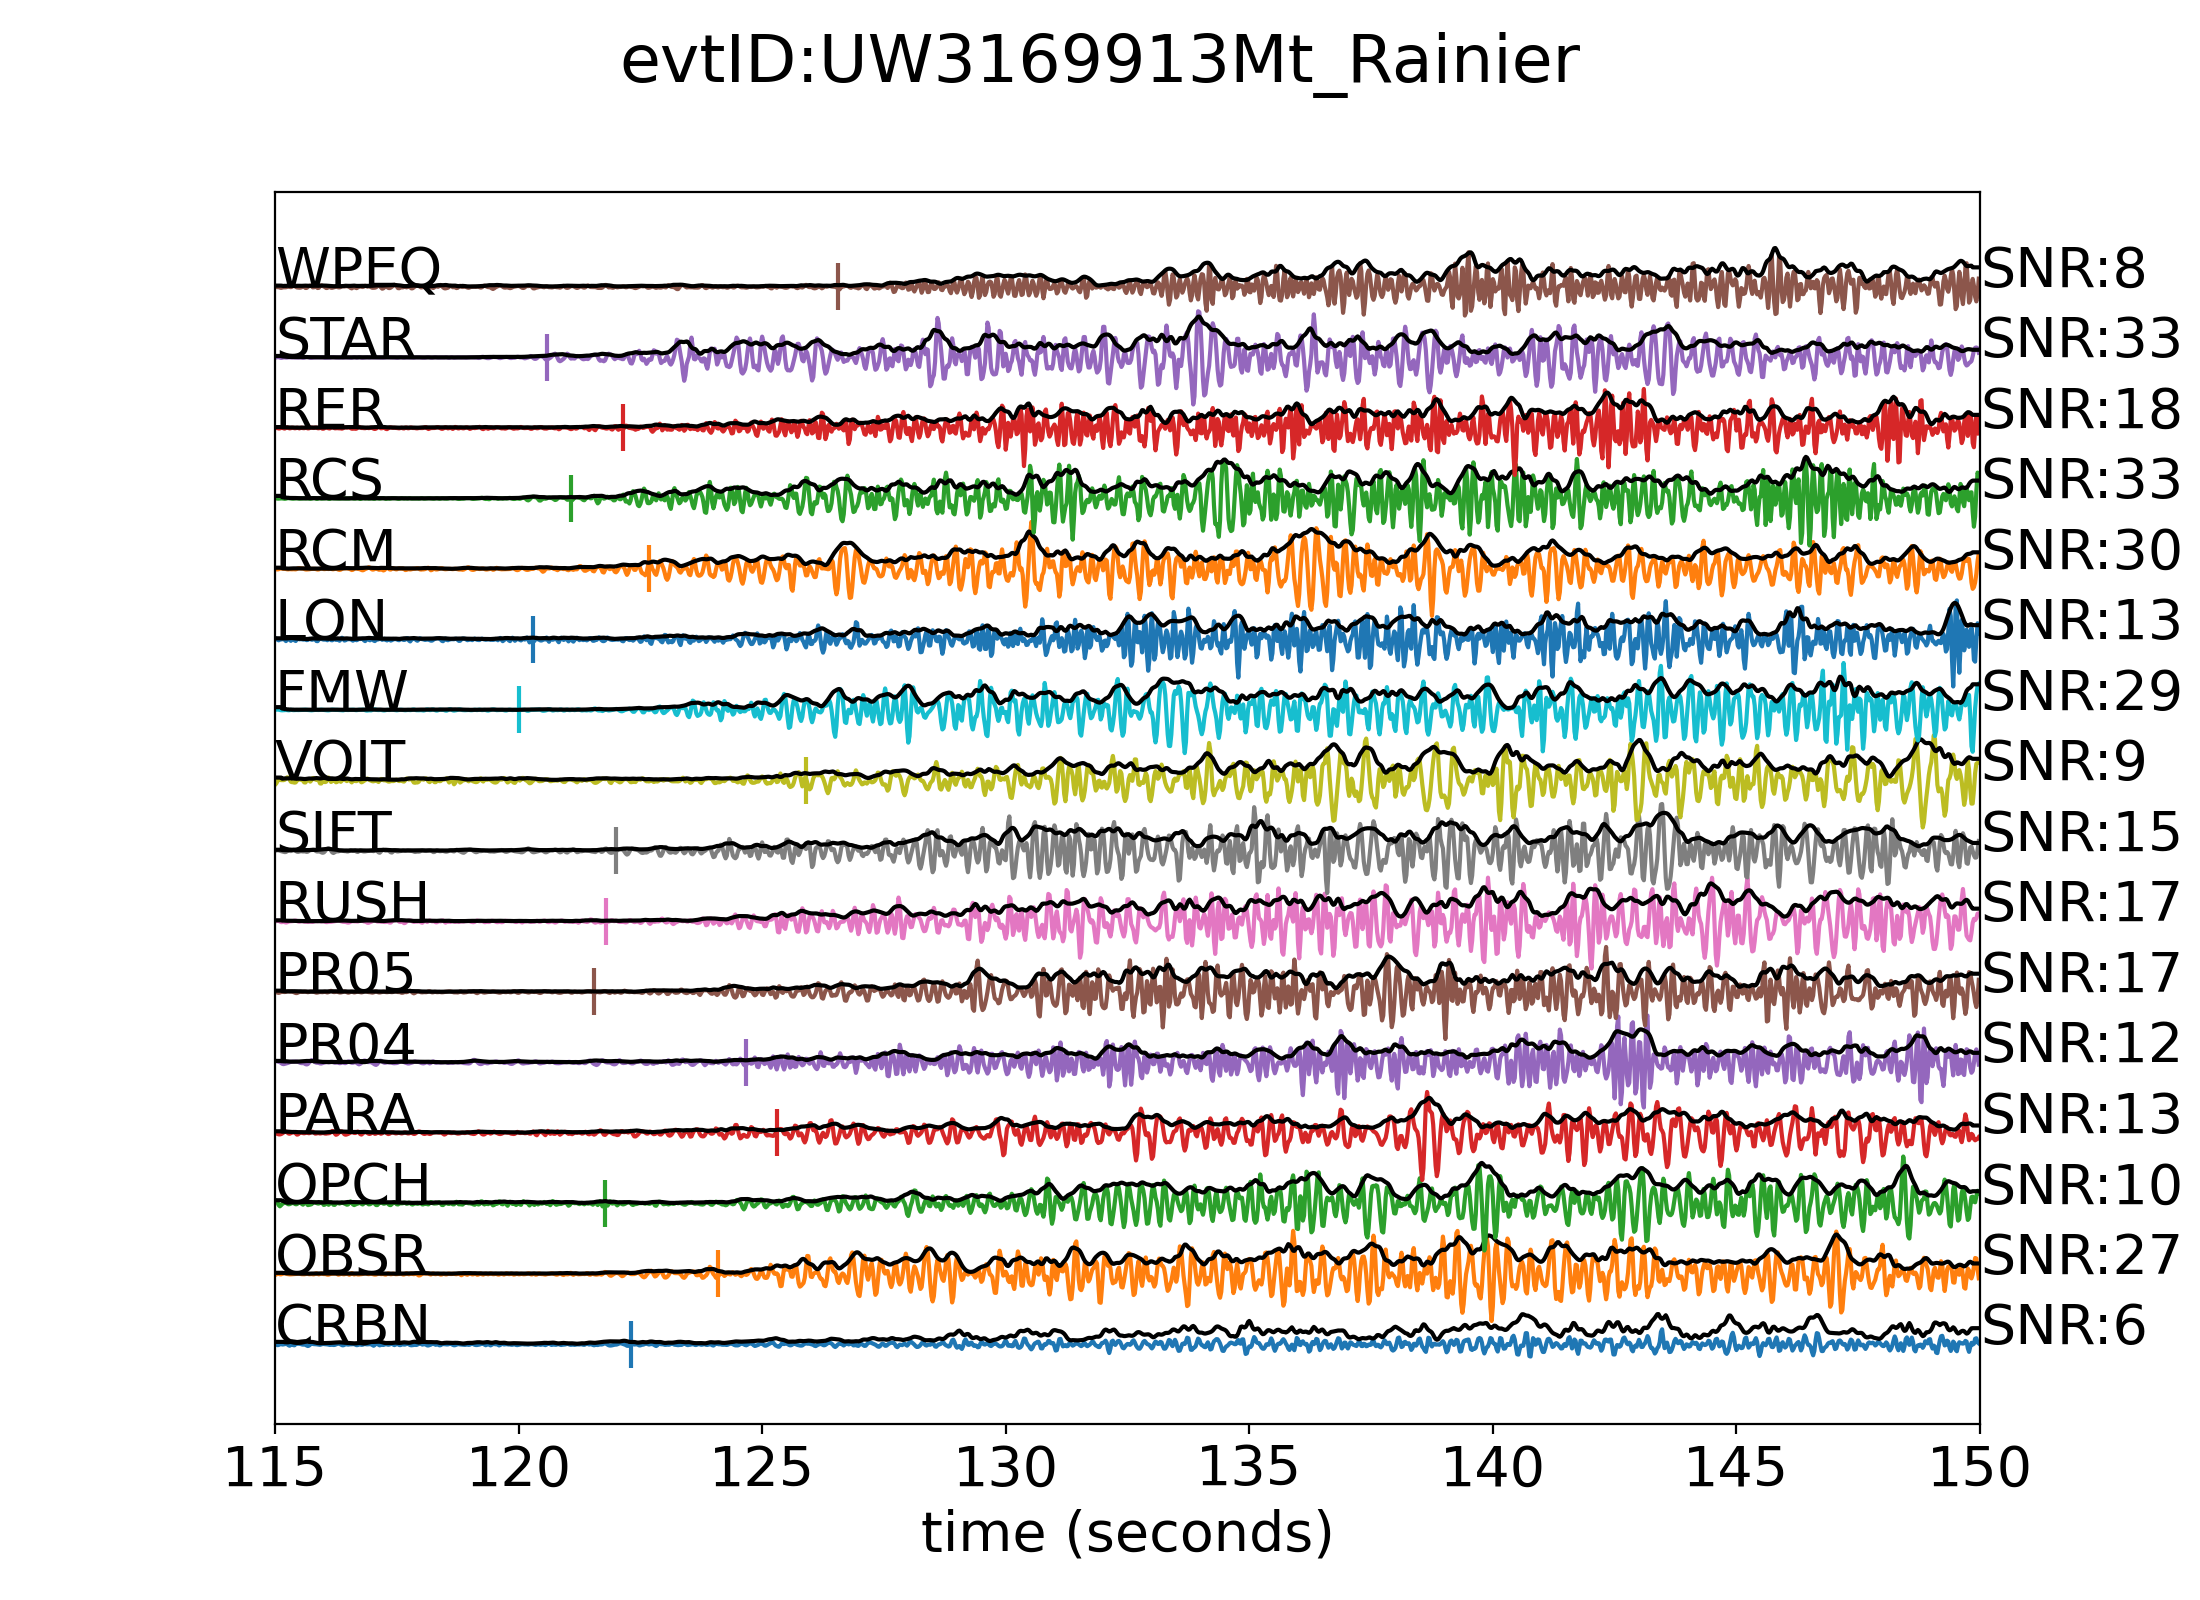 evtID:UW3169913Mt_Rainier
WPEQ SNR:8
STAR SNR:33
RER SNR:18
RCS SNR:33
RCM SNR:30
LON SNR:13
FMW SNR:29
VOIT SNR:9
SIFT SNR:15
RUSH SNR:17
PR05 SNR:17
PR04 SNR:12
PARA SNR:13
OPCH SNR:10
OBSR SNR:27
CRBN SNR:6
115 120 125 130 135 140 145 150
time (seconds)